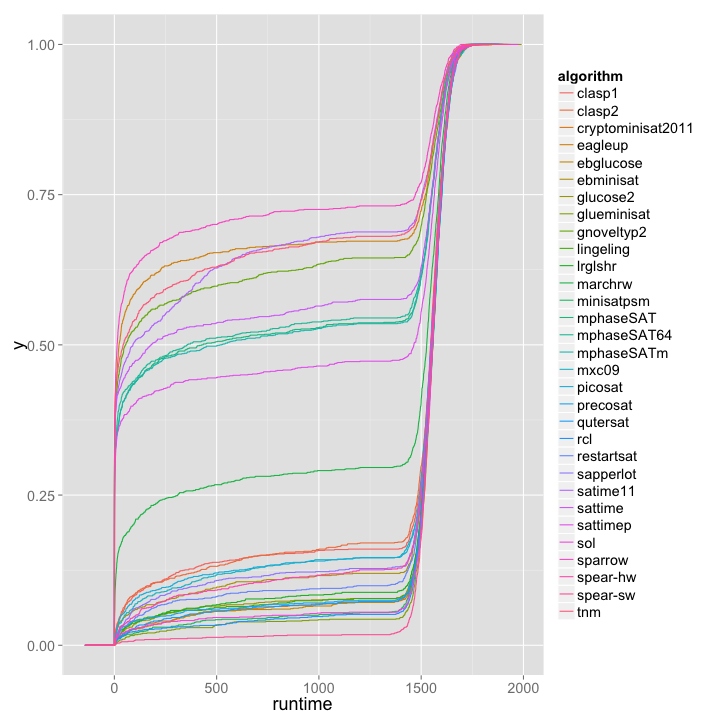 1.00
0.75
0.50
0.25
0.00
y
0
500
1000
1500
2000
runtime
algorithm
clasp1
clasp2
cryptominisat2011
eagleup
ebglucose
ebminisat
glucose2
glueminisat
gnoveltyp2
lingeling
lrglshr
marchrw
minisatpsm
mphaseSAT
mphaseSAT64
mphaseSATm
mxc09
picosat
precosat
qutersat
rcl
restartsat
sapperlot
satime11
sattime
sattimep
sol
sparrow
spear-hw
spear-sw
tnm